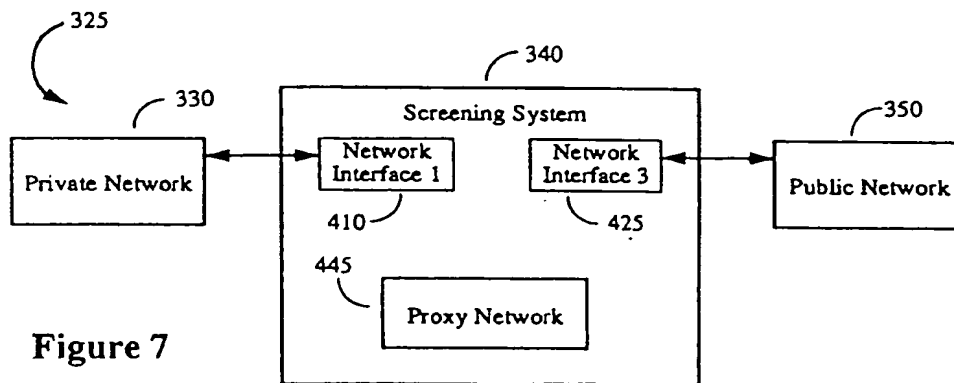 325
340
330
350
Screening System
Private Network
Network
Interface 1
Network
Interface 3
Public Network
410
425
445
Proxy Network
Figure 7